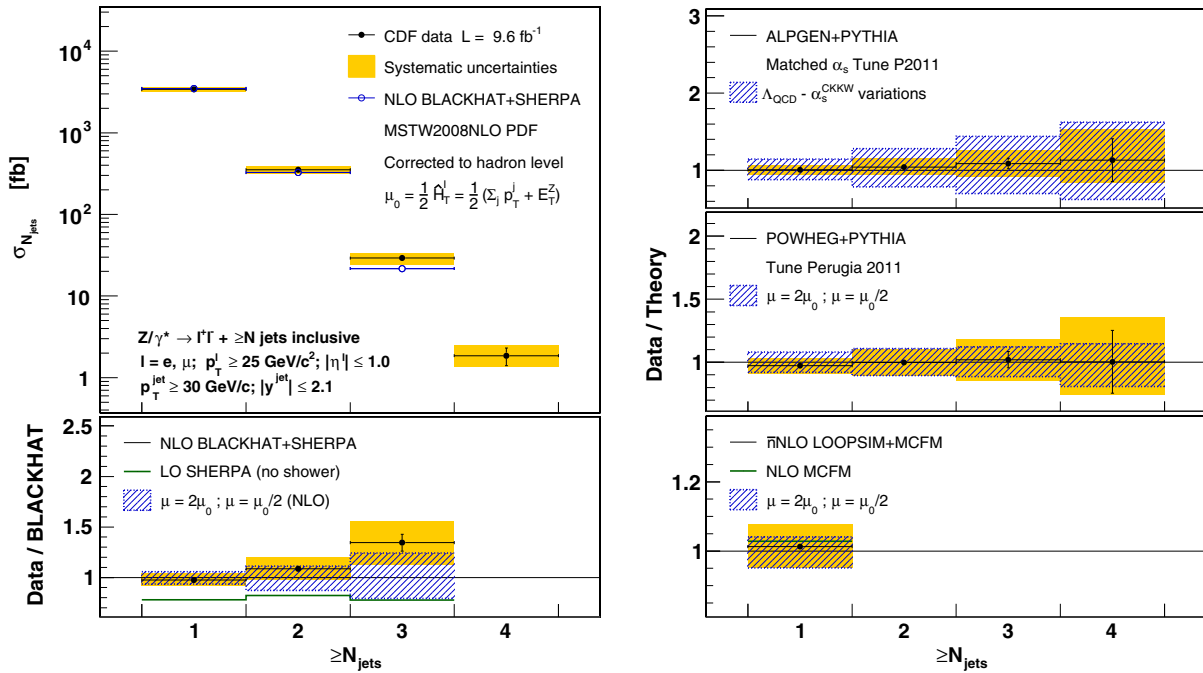 σ_{N_jets} [fb]
10⁴
10³
10²
10
1
CDF data L = 9.6 fb⁻¹
Systematic uncertainties
NLO BLACKHAT+SHERPA
MSTW2008NLO PDF
Corrected to hadron level
μ₀ = 1/2 Ĥ'_T = 1/2 (Σ_j p_T^j + E_T^Z)
Z/γ* → l⁺l⁻ + ≥N jets inclusive
l = e, μ; p_T^l ≥ 25 GeV/c²; |η^l| ≤ 1.0
p_T^jet ≥ 30 GeV/c; |y^jet| ≤ 2.1
Data / BLACKHAT
2.5
2
1.5
1
NLO BLACKHAT+SHERPA
LO SHERPA (no shower)
μ = 2μ₀ ; μ = μ₀/2 (NLO)
1 2 3 4
≥N_jets
Data / Theory
3
2
1
ALPGEN+PYTHIA
Matched α_s Tune P2011
Λ_QCD - α_s^CKKW variations
2
1.5
1
POWHEG+PYTHIA
Tune Perugia 2011
μ = 2μ₀ ; μ = μ₀/2
1.2
1
n̄NLO LOOPSIM+MCFM
NLO MCFM
μ = 2μ₀ ; μ = μ₀/2
1 2 3 4
≥N_jets